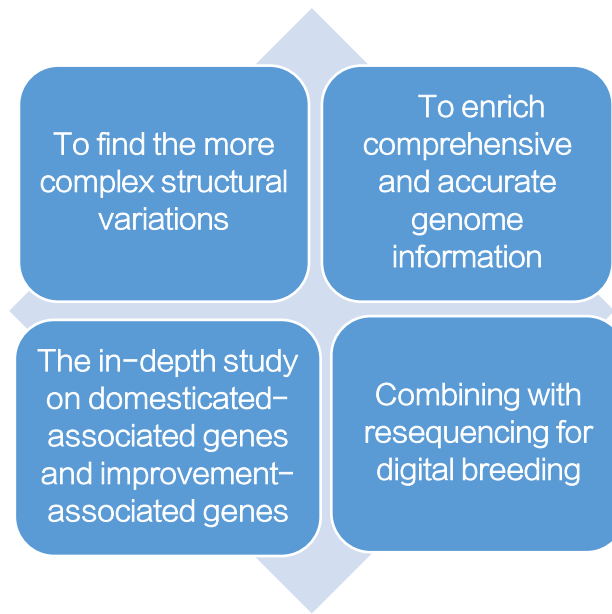 To find the more
complex structural
variations
To enrich
comprehensive
and accurate
genome
information
The in-depth study
on domesticated-
associated genes
and improvement-
associated genes
Combining with
resequencing for
digital breeding